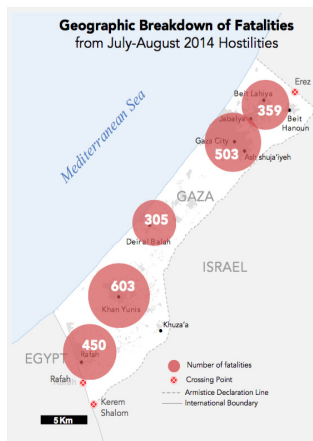 Geographic Breakdown of Fatalities
from July-August 2014 Hostilities
Mediterranean Sea
Erez
Beit Lahiya
359
Jabalya
Beit
Hanoun
Gaza City
503
Ash shuja'iyeh
GAZA
305
Deir al Balah
ISRAEL
603
Khan Yunis
Khuza'a
450
EGYPT
Rafah
Rafah
Kerem
Shalom
5 Km
Number of fatalities
Crossing Point
Armistice Declaration Line
International Boundary